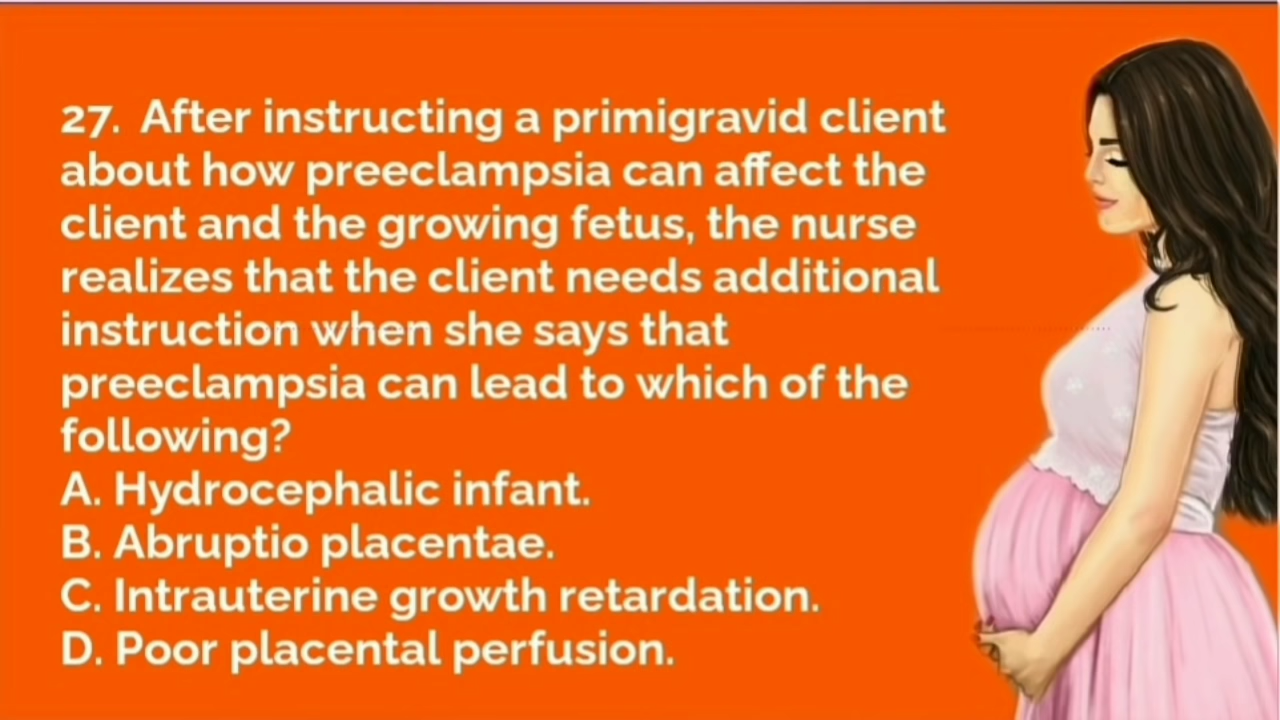 27. After instructing a primigravid client
about how preeclampsia can affect the
client and the growing fetus, the nurse
realizes that the client needs additional
instruction when she says that
preeclampsia can lead to which of the
following?
A. Hydrocephalic infant.
B. Abruptio placentae.
C. Intrauterine growth retardation.
D. Poor placental perfusion.